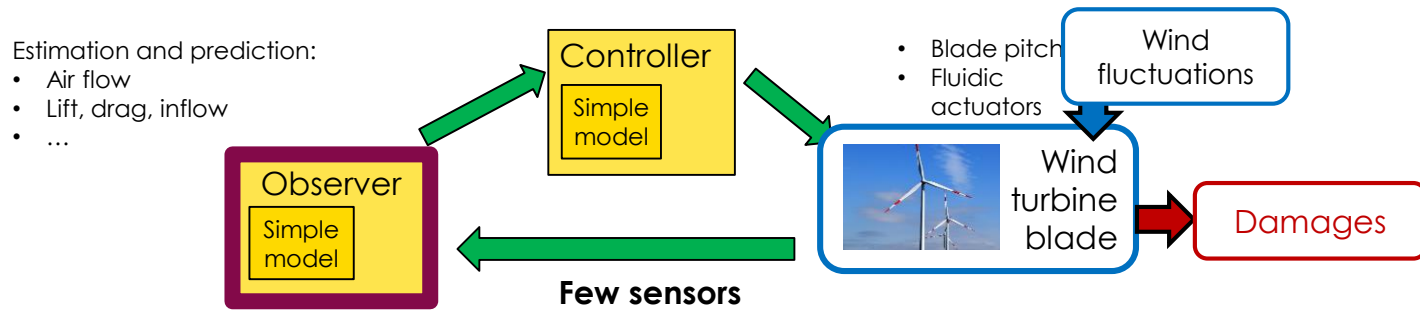 Estimation and prediction:
• Air flow
• Lift, drag, inflow
• …
Controller
Simple
model
• Blade pitch
• Fluidic
actuators
Wind
fluctuations
Observer
Simple
model
Wind
turbine
blade
Damages
Few sensors